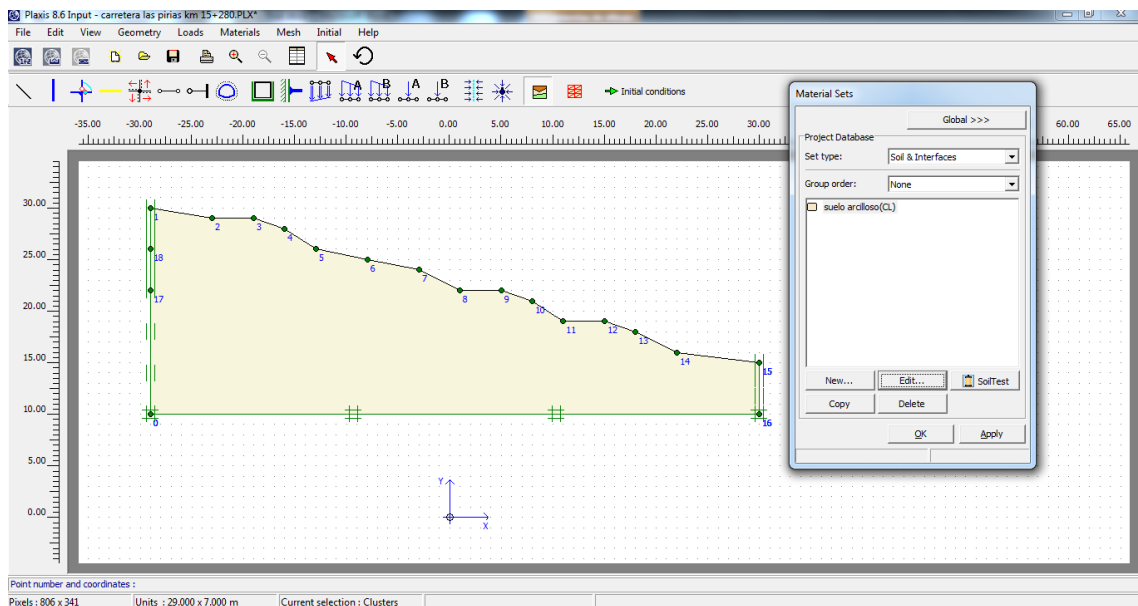 Plaxis 8.6 Input - carretera las pirias km 15+280.PLX*
File Edit View Geometry Loads Materials Mesh Initial Help
A B A B Initial conditions
-35.00 -30.00 -25.00 -20.00 -15.00 -10.00 -5.00 0.00 5.00 10.00 15.00 20.00 25.00 30.00 60.00 65.00
30.00
25.00
20.00
15.00
10.00
5.00
0.00
1
2
3
4
18
5
6
7
17
8
9
10
11
12
13
14
15
0
16
Y
X
Material Sets
Global >>>
Project Database
Set type: Soil & Interfaces
Group order: None
suelo arcilloso(CL)
New... Edit... SoilTest
Copy Delete
OK Apply
Point number and coordinates :
Pixels : 806 x 341 Units : 29.000 x 7.000 m Current selection : Clusters